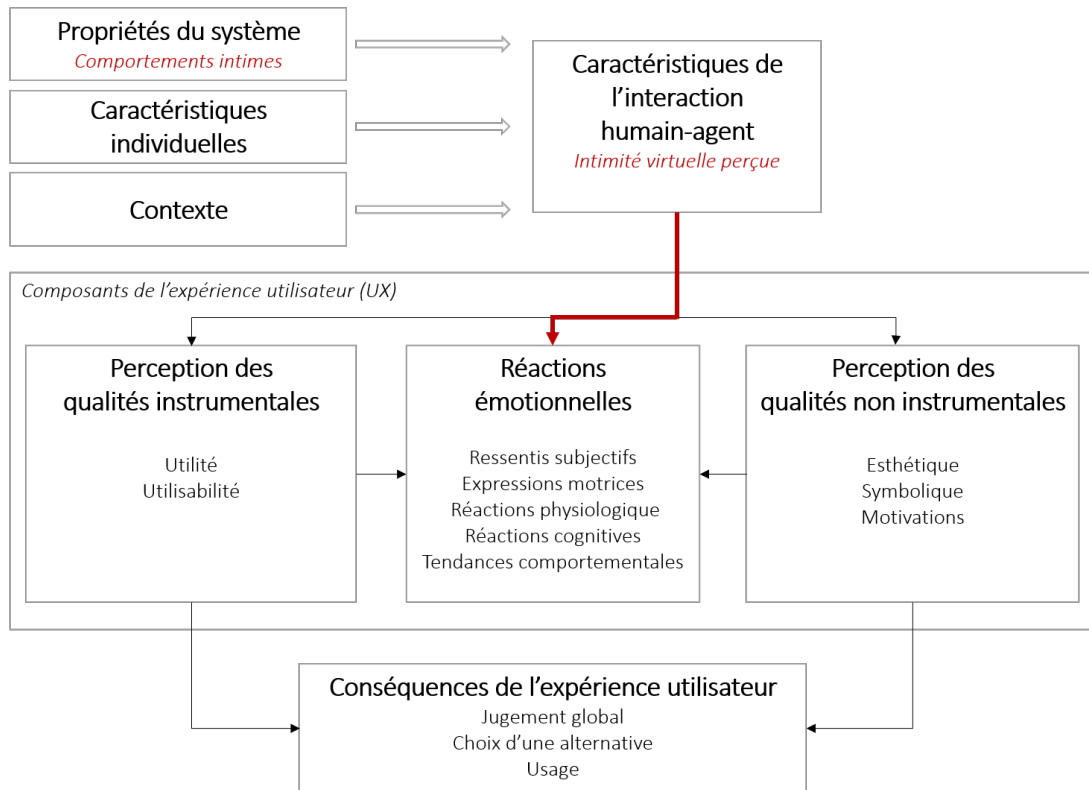 Propriétés du système
Comportements intimes
Caractéristiques
individuelles
Contexte
Caractéristiques de
l'interaction
humain-agent
Intimité virtuelle perçue
Composants de l'expérience utilisateur (UX)
Perception des
qualités instrumentales
Utilité
Utilisabilité
Réactions
émotionnelles
Ressentis subjectifs
Expressions motrices
Réactions physiologique
Réactions cognitives
Tendances comportementales
Perception des
qualités non instrumentales
Esthétique
Symbolique
Motivations
Conséquences de l'expérience utilisateur
Jugement global
Choix d'une alternative
Usage